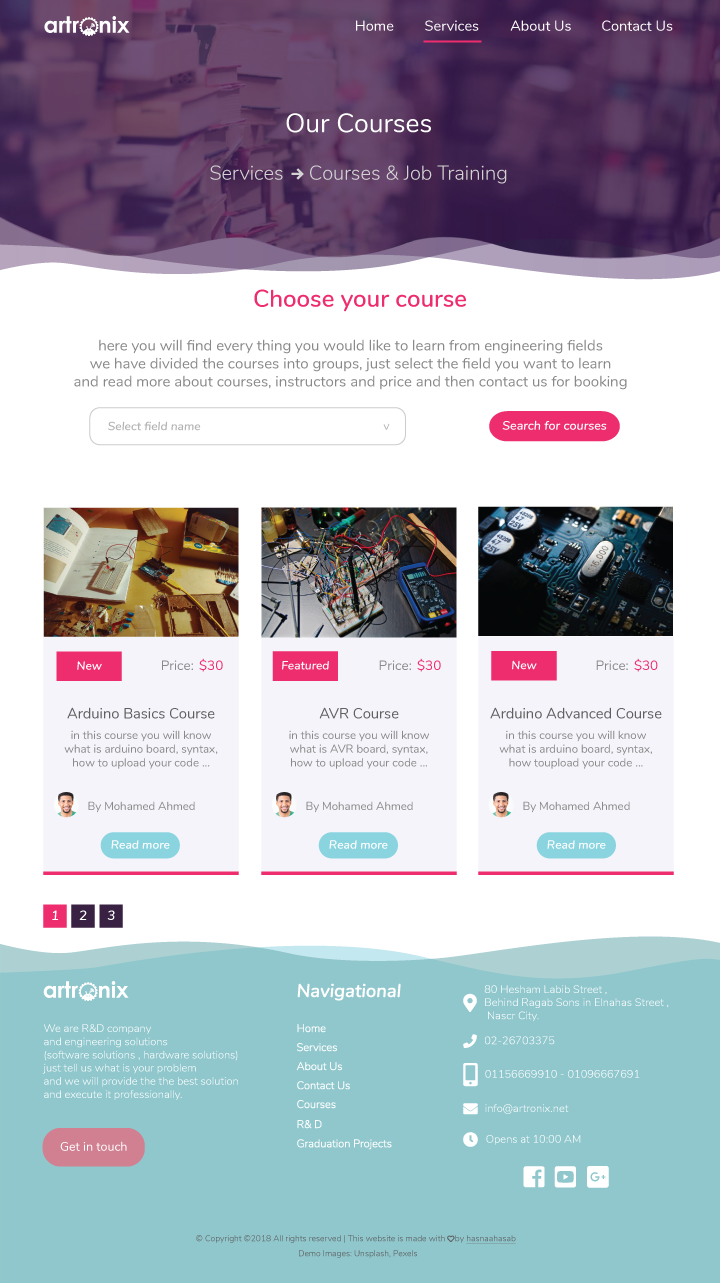 artronix
Home Services About Us Contact Us
Our Courses
Services → Courses & Job Training
Choose your course
here you will find every thing you would like to learn from engineering fields
we have divided the courses into groups, just select the field you want to learn
and read more about courses, instructors and price and then contact us for booking
Select field name v
Search for courses
New Price: $30
Arduino Basics Course
in this course you will know
what is arduino board, syntax,
how to upload your code ...
By Mohamed Ahmed
Read more
Featured Price: $30
AVR Course
in this course you will know
what is AVR board, syntax,
how to upload your code ...
By Mohamed Ahmed
Read more
47
25V
47
25V
16.000
New Price: $30
Arduino Advanced Course
in this course you will know
what is arduino board, syntax,
how toupload your code ...
By Mohamed Ahmed
Read more
1 2 3
artronix
We are R&D company
and engineering solutions
(software solutions , hardware solutions)
just tell us what is your problem
and we will provide the the best solution
and execute it professionally.
Get in touch
Navigational
Home
Services
About Us
Contact Us
Courses
R& D
Graduation Projects
80 Hesham Labib Street ,
Behind Ragab Sons in Elnahas Street ,
Nascr City.
02-26703375
01156669910 - 01096667691
info@artronix.net
Opens at 10:00 AM
G+
© Copyright ©2018 All rights reserved | This website is made with by hasnaahasab
Demo Images: Unsplash, Pexels